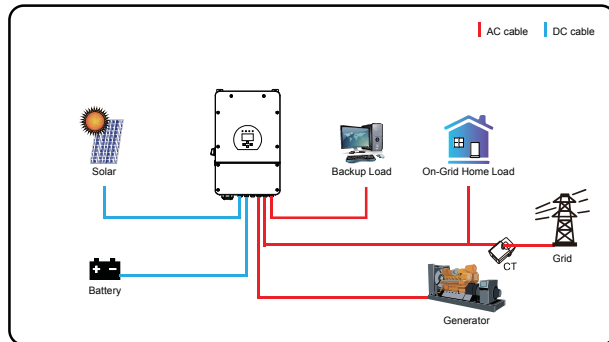 AC cable
DC cable
Solar
Backup Load
On-Grid Home Load
CT
Grid
Battery
Generator